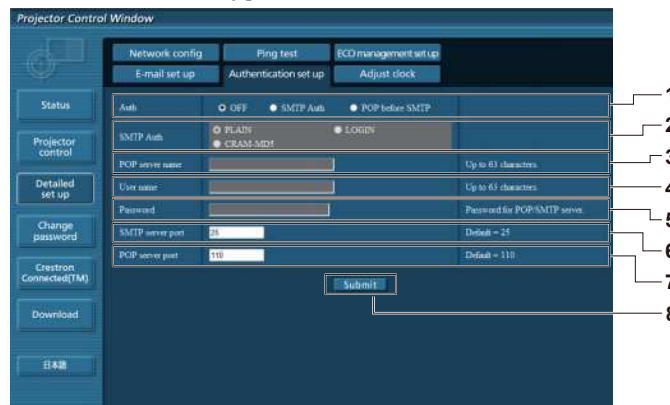 Projector Control Window
Network config Ping test ECO management set up
E-mail set up Authentication set up Adjust clock
Status
Projector control
Detailed set up
Change password
Crestron Connected(TM)
Download
日本語
Auth OFF SMTP Auth POP before SMTP 1
SMTP Auth PLAIN LOGIN 2
CRAM-MD5
POP server name Up to 63 characters. 3
User name Up to 63 characters. 4
Password Password for POP/SMTP server. 5
SMTP server port 25 Default = 25 6
POP server port 110 Default = 110 7
Submit 8